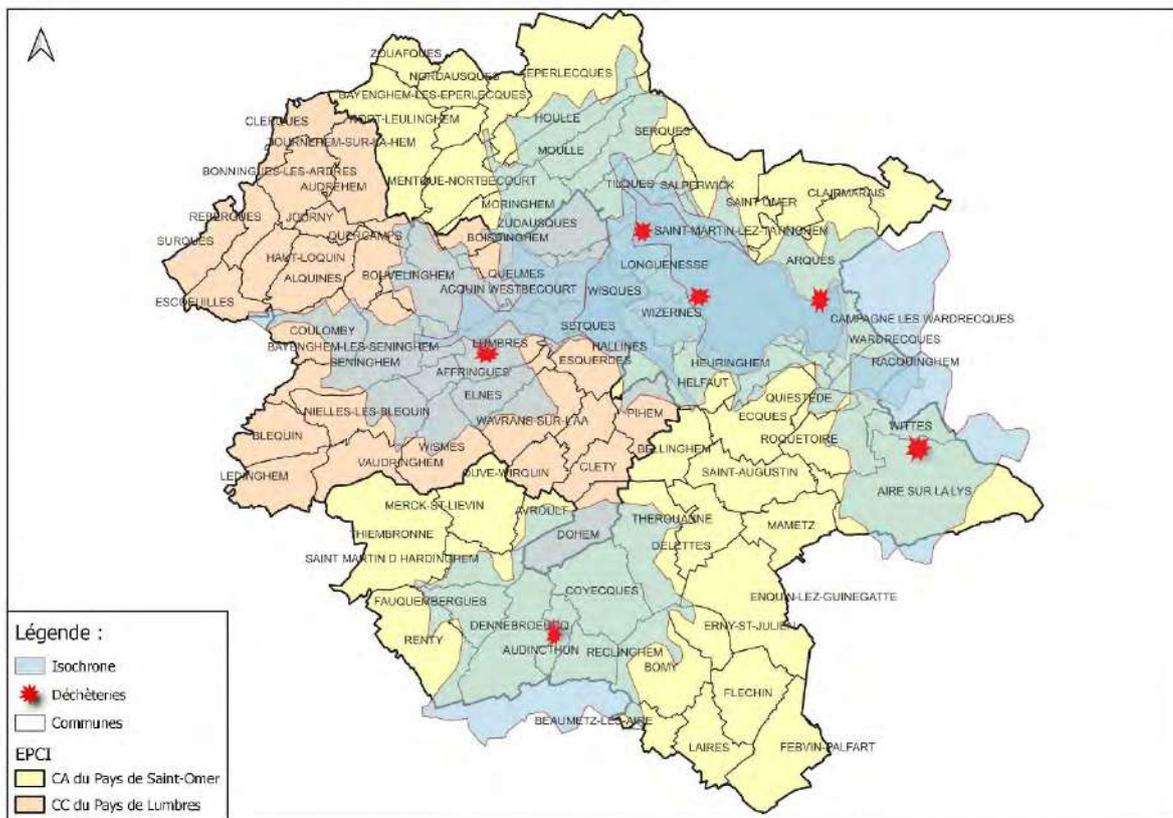 ZOUAFQUES
NORDAUSQUES
EPERLECQUES
BAYENGHEM-LES-EPERLECQUES
CLERQUES
NORT-LEULINGHEM
HOULLE
JOURNEHEM-SUR-LA-HEM
MOULLE
SERQUES
BONNINGUES-LES-ARDRES
AUDREHEM
MENTQUE-NORTBECOURT
TILQUES
SALPERWICK
CLAIRMARAIS
MORINGHEM
SAINT OMER
REBERGUES
JOURNY
ZUDAUSQUES
SURQUES
QUERCAMPS
BOISDINGHEM
SAINT-MARTIN-LEZ-TATINGHEM
HAUT-LOQUIN
LONGUENESSE
ARQUES
ALQUINES
BOUVELINGHEM
QUELMES
ACQUIN WESTBECOURT
WISQUES
ESCOEUILLES
WIZERNES
CAMPAGNE LES WARDRECQUES
COULOMBY
SETQUES
WARDRECQUES
BAYENGHEM-LES-SENINGHEM
LUMBRES
HALLINES
SENINGHEM
ESQUERDES
HEURINGHEM
RACQUINGHEM
AFFRINGUES
HELFAUT
ELNES
QUIESTEDE
NIELLES-LES-BLEQUIN
PIHEM
ECQUES
WAVRANS-SUR-L'AA
WITTES
BLEQUIN
ROQUETOIRE
WISMES
BELLINGHEM
VAUDRINGHEM
CLETY
LEDINGHEM
OUVE-WIRQUIN
SAINT-AUGUSTIN
AIRE SUR LA LYS
MERCK-ST-LIEVIN
AVROULT
THEROUANNE
MAMETZ
THIEMBRONNE
DOHEM
DELETTES
SAINT MARTIN D HARDINGHEM
COYECQUES
ENQUIN-LEZ-GUINEGATTE
FAUQUEMBERGUES
DENNEBROEUCQ
ERNY-ST-JULIEN
RENTY
AUDINCTHUN
RECLINGHEM
BOMY
FLECHIN
BEAUMETZ-LES-AIRE
LAIRES
FEBVIN-PALFART
Légende :
Isochrone
Déchèteries
Communes
EPCI
CA du Pays de Saint-Omer
CC du Pays de Lumbres